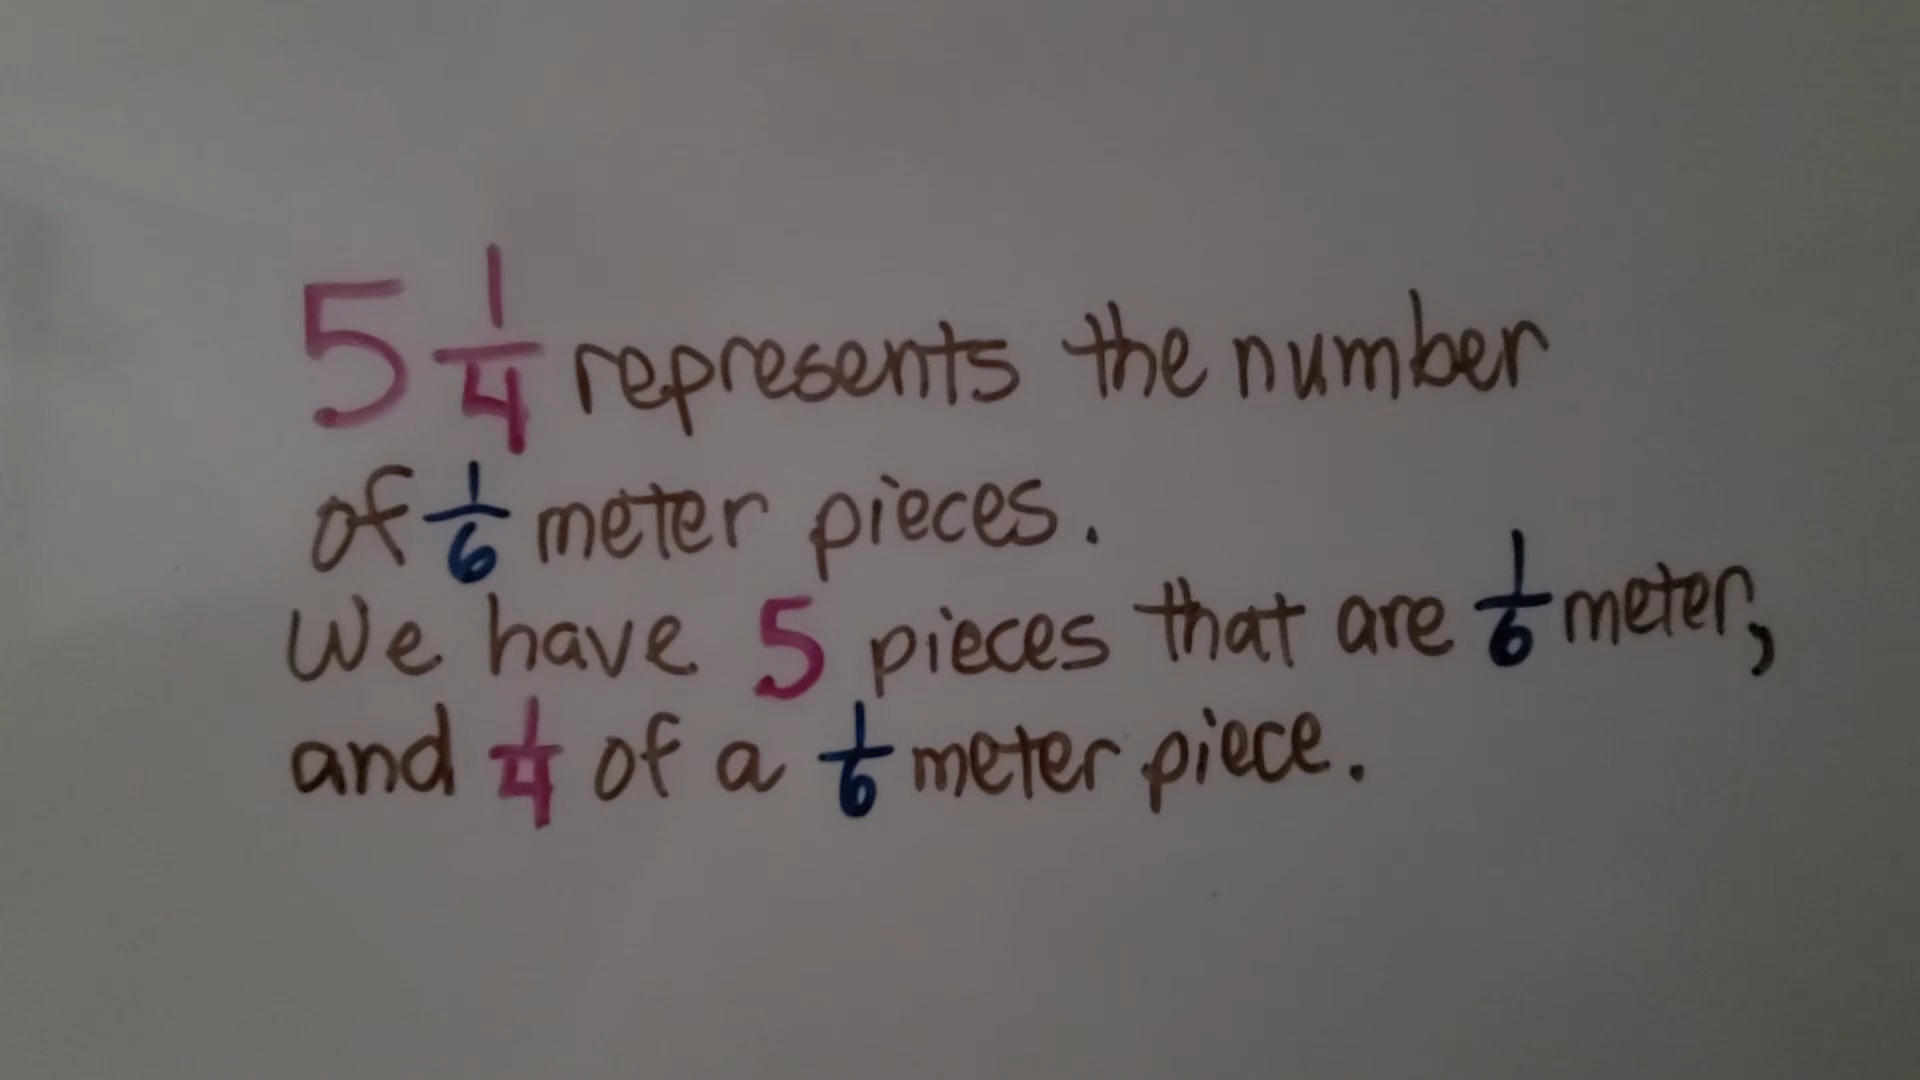 5 1/4 represents the number
of 1/6 meter pieces.
We have 5 pieces that are 1/6 meter,
and 1/4 of a 1/6 meter piece.